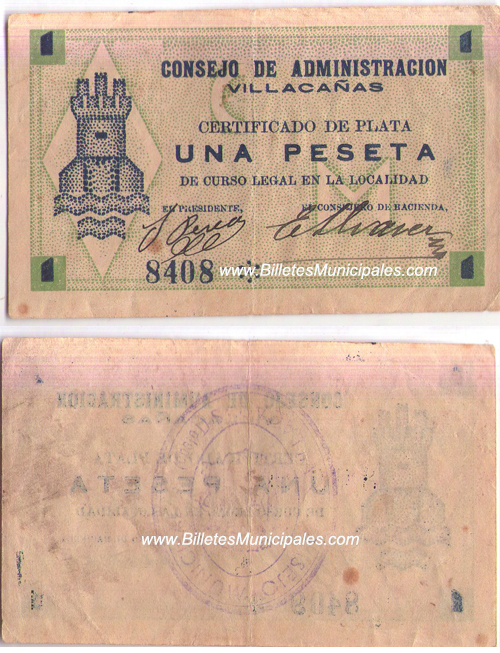 1 1
CONSEJO DE ADMINISTRACION
VILLACAÑAS
CERTIFICADO DE PLATA
UNA PESETA
DE CURSO LEGAL EN LA LOCALIDAD
EL PRESIDENTE, EL CONSEJERO DE HACIENDA,
1 8408 www.BilletesMunicipales.com 1
www.BilletesMunicipales.com